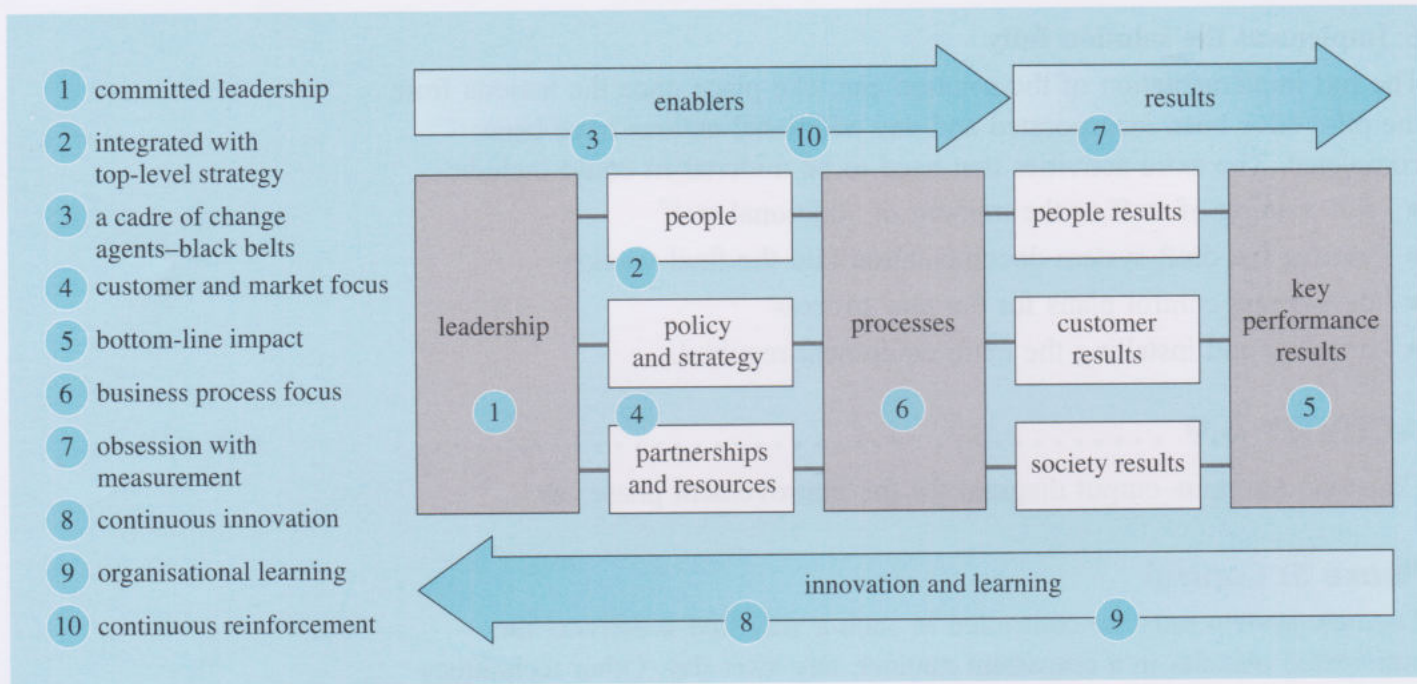 1 committed leadership
2 integrated with
top-level strategy
3 a cadre of change
agents–black belts
4 customer and market focus
5 bottom-line impact
6 business process focus
7 obsession with
measurement
8 continuous innovation
9 organisational learning
10 continuous reinforcement
enablers
3 10
results
7
leadership
1
people
2
policy
and strategy
4
partnerships
and resources
processes
6
people results
customer
results
society results
key
performance
results
5
innovation and learning
8 9